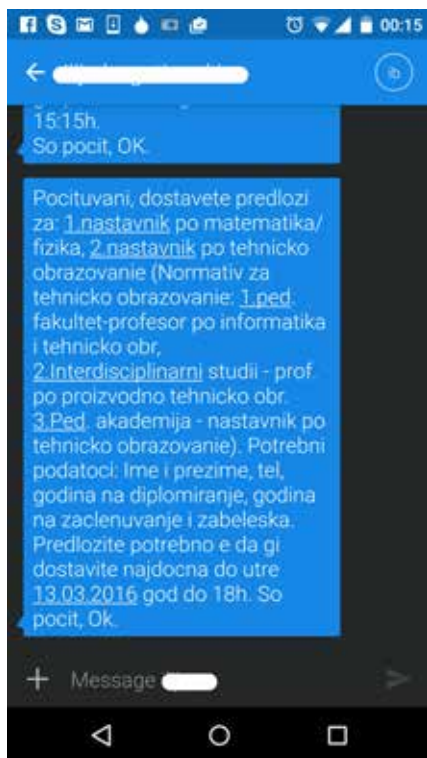 00:15
15:15h.
So pocit, OK.
Pocituvani, dostavete predlozi
za: 1.nastavnik po matematika/
fizika, 2.nastavnik po tehnicko
obrazovanie (Normativ za
tehnicko obrazovanie: 1.ped.
fakultet-profesor po informatika
i tehnicko obr,
2.Interdisciplinarni studii - prof
po proizvodno tehnicko obr.
3.Ped. akademija - nastavnik po
tehnicko obrazovanie). Potrebni
podatoci: Ime i prezime, tel,
godina na diplomiranje, godina
na zaclenuvanje i zabeleska.
Predlozite potrebno e da gi
dostavite najdocna do utre
13.03.2016 god do 18h. So
pocit, Ok.
Message